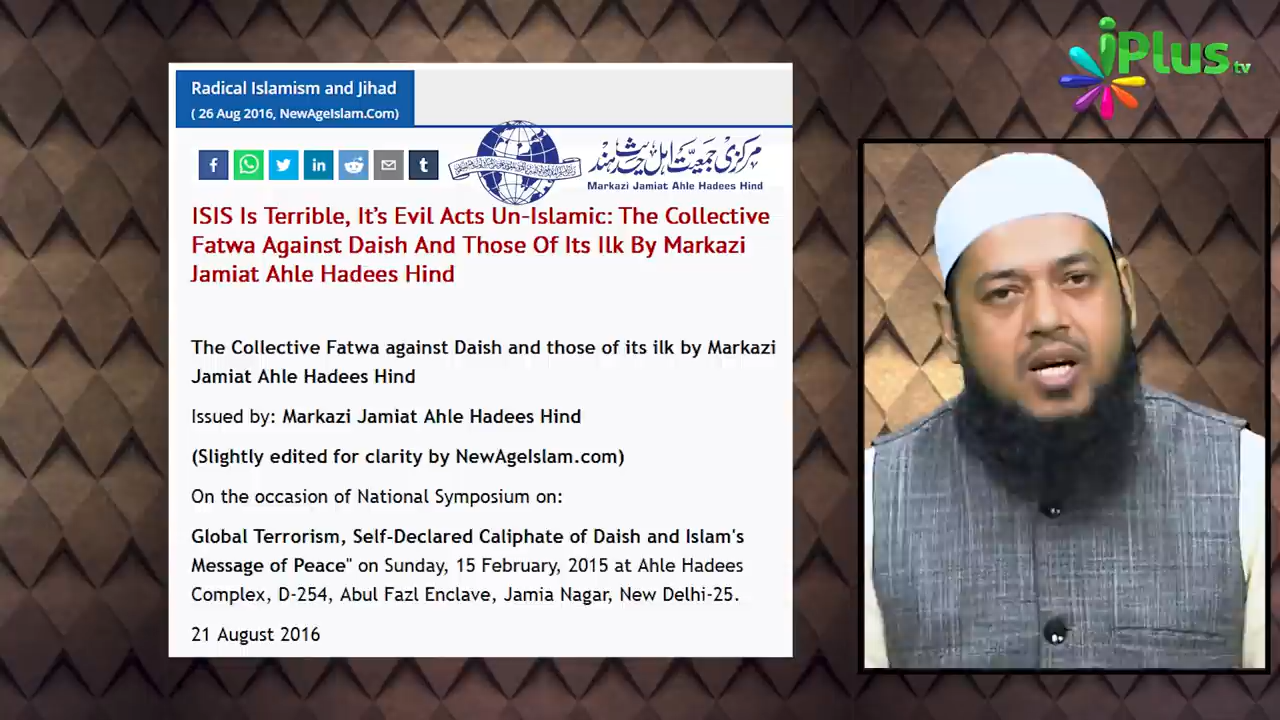 iPlus tv
Radical Islamism and Jihad
( 26 Aug 2016, NewAgeIslam.Com)
مرکزی جمعیت اہل حدیث ہند
Markazi Jamiat Ahle Hadees Hind
ISIS Is Terrible, It’s Evil Acts Un-Islamic: The Collective
Fatwa Against Daish And Those Of Its Ilk By Markazi
Jamiat Ahle Hadees Hind
The Collective Fatwa against Daish and those of its ilk by Markazi
Jamiat Ahle Hadees Hind
Issued by: Markazi Jamiat Ahle Hadees Hind
(Slightly edited for clarity by NewAgeIslam.com)
On the occasion of National Symposium on:
Global Terrorism, Self-Declared Caliphate of Daish and Islam's
Message of Peace" on Sunday, 15 February, 2015 at Ahle Hadees
Complex, D-254, Abul Fazl Enclave, Jamia Nagar, New Delhi-25.
21 August 2016